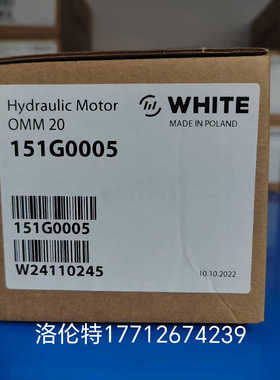 Hydraulic Motor
OMM 20
151G0005
WHITE
MADE IN POLAND
151G0005
W24110245
10.10.2022
洛伦特17712674239